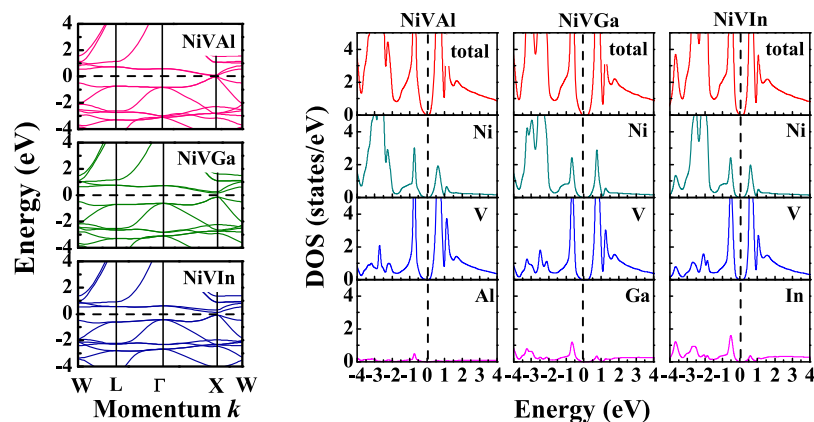 NiVAl
NiVGa
NiVIn
Energy (eV)
4
2
0
-2
-4
4
2
0
-2
-4
4
2
0
-2
-4
W L Γ X W
Momentum k
NiVAl NiVGa NiVIn
DOS (states/eV)
4
2
0
4
2
0
4
2
0
4
2
0
total total total
Ni Ni Ni
V V V
Al Ga In
-4 -3 -2 -1 0 1 2 3 4 -4 -3 -2 -1 0 1 2 3 4 -4 -3 -2 -1 0 1 2 3 4
Energy (eV)